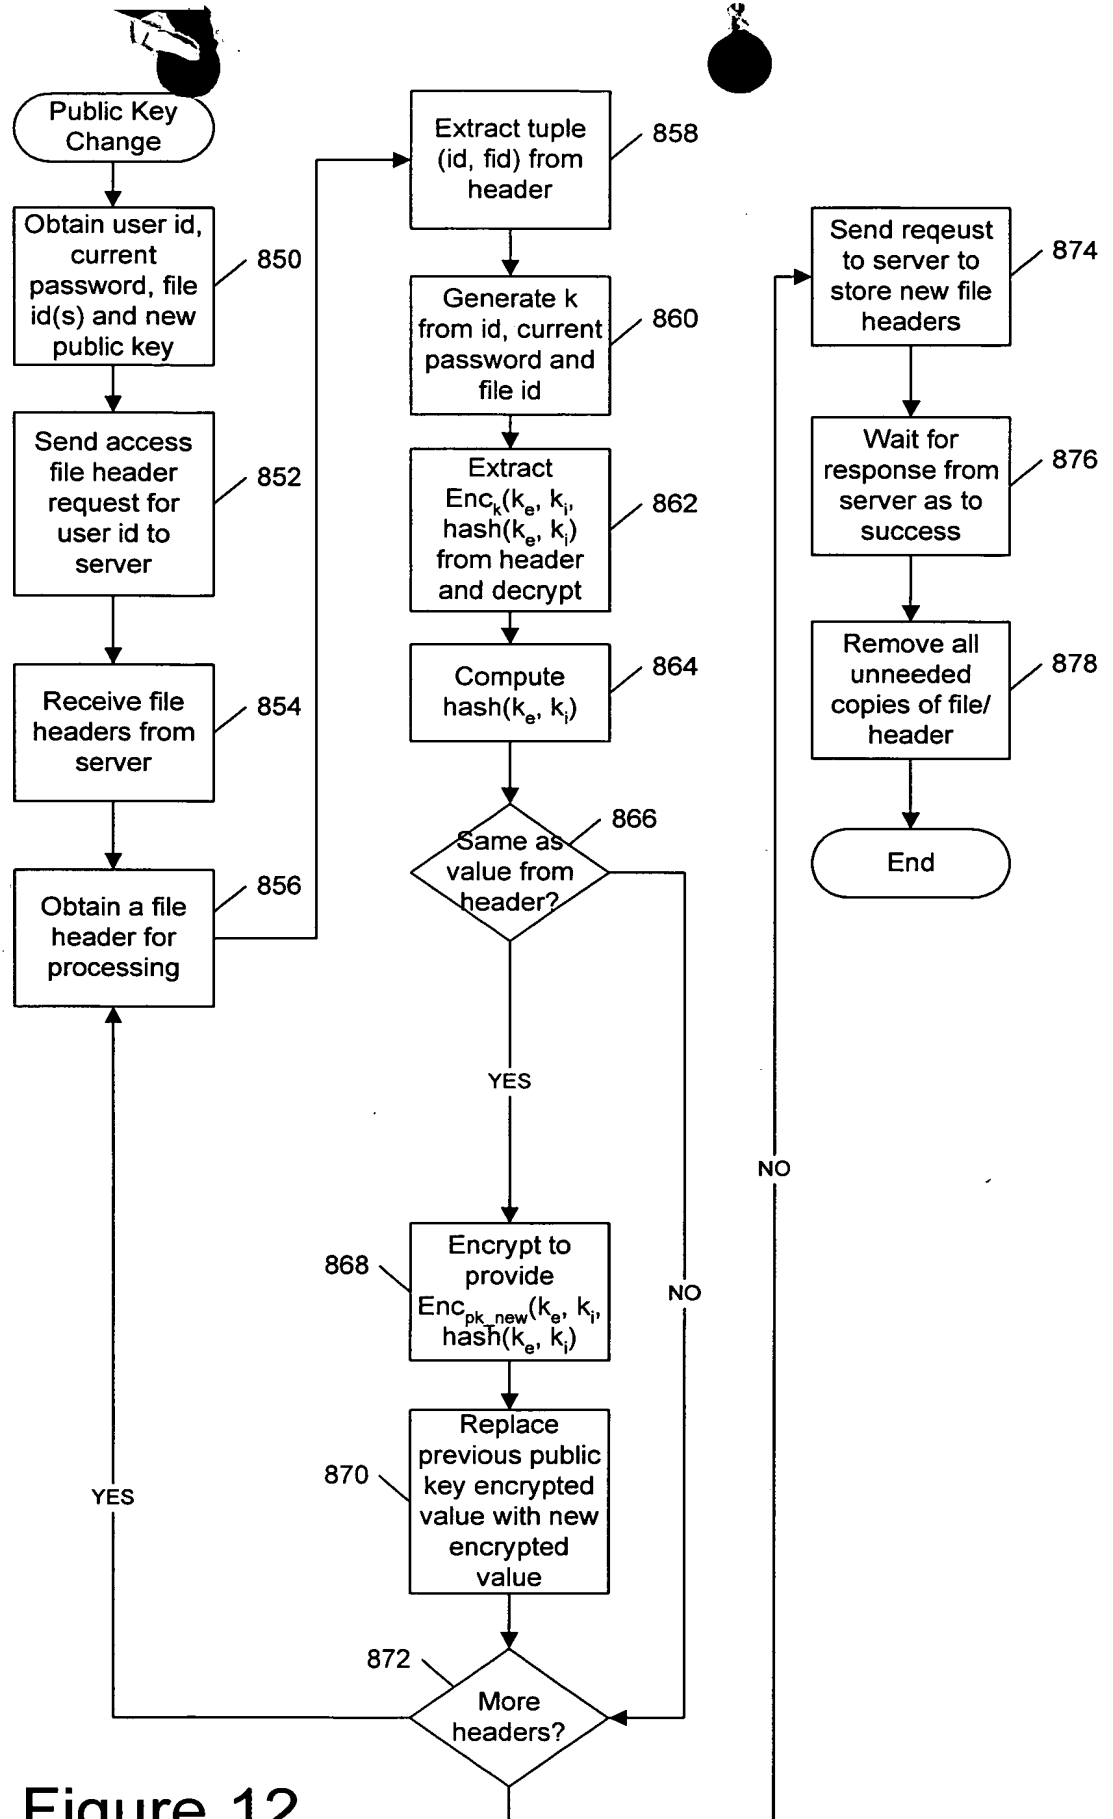 Public Key
Change
Obtain user id,
current
password, file
id(s) and new
public key
850
Send access
file header
request for
user id to
server
852
Receive file
headers from
server
854
Obtain a file
header for
processing
856
YES
Extract tuple
(id, fid) from
header
858
Generate k
from id, current
password and
file id
860
Extract
Enck(ke, ki,
hash(ke, ki)
from header
and decrypt
862
Compute
hash(ke, ki)
864
Same as
value from
header?
866
YES
NO
Encrypt to
provide
Encpk_new(ke, ki,
hash(ke, ki)
868
Replace
previous public
key encrypted
value with new
encrypted
value
870
More
headers?
872
NO
Send reqeust
to server to
store new file
headers
874
Wait for
response from
server as to
success
876
Remove all
unneeded
copies of file/
header
878
End
Figure 12